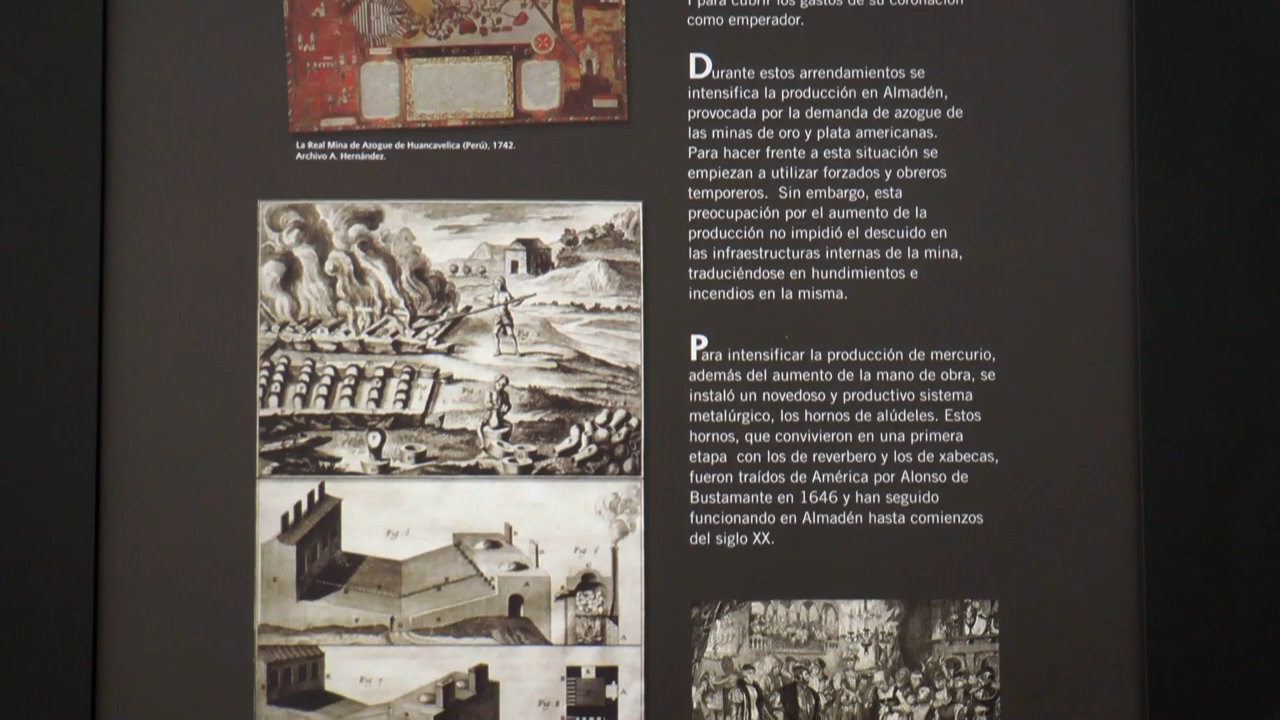 para cubrir los gastos de su coronación
como emperador.
Durante estos arrendamientos se
intensifica la producción en Almadén,
provocada por la demanda de azogue de
las minas de oro y plata americanas.
Para hacer frente a esta situación se
empiezan a utilizar forzados y obreros
temporeros. Sin embargo, esta
preocupación por el aumento de la
producción no impidió el descuido en
las infraestructuras internas de la mina,
traduciéndose en hundimientos e
incendios en la misma.
Para intensificar la producción de mercurio,
además del aumento de la mano de obra, se
instaló un novedoso y productivo sistema
metalúrgico, los hornos de alúdeles. Estos
hornos, que convivieron en una primera
etapa con los de reverbero y los de xabecas,
fueron traídos de América por Alonso de
Bustamante en 1646 y han seguido
funcionando en Almadén hasta comienzos
del siglo XX.
La Real Mina de Azogue de Huancavelica (Perú), 1742.
Archivo A. Hernández.